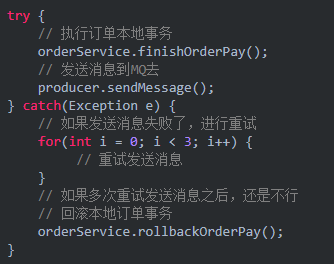 try {
// 执行订单本地事务
orderService.finishOrderPay();
// 发送消息到MQ去
producer.sendMessage();
} catch(Exception e) {
// 如果发送消息失败了，进行重试
for(int i = 0; i < 3; i++) {
// 重试发送消息
}
// 如果多次重试发送消息之后，还是不行
// 回滚本地订单事务
orderService.rollbackOrderPay();
}